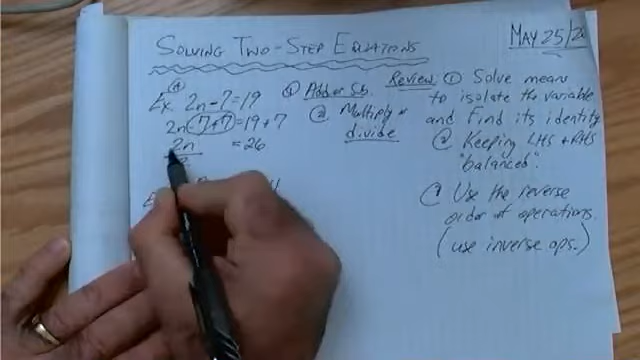 MAY 25/2
SOLVING TWO-STEP EQUATIONS
(A)
Ex. 2n-7=19
2n-7+7=19+7
2n = 26
2
① Add or Sub.
② Multiply or
divide
Review: ① Solve means
to isolate the variable
and find its identity
② Keeping LHS + RHS
"balanced".
Use the reverse
order of operations.
(use inverse ops.)